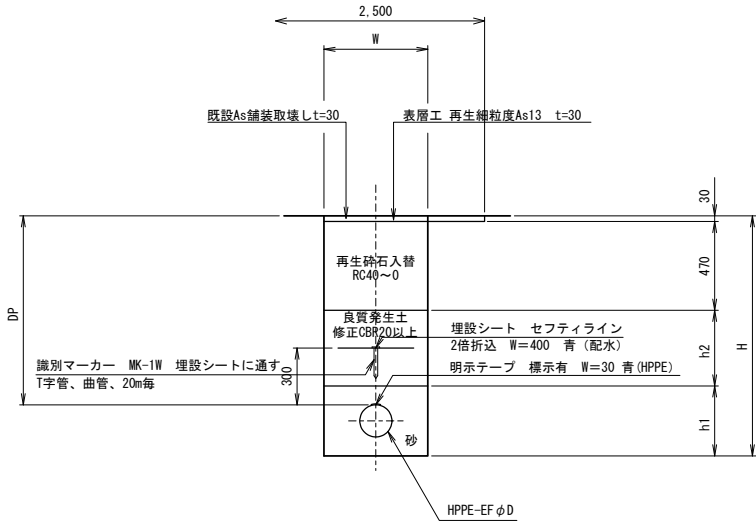 2,500
W
既設As舗装取壊しt=30
表層工 再生細粒度As13 t=30
30
再生砕石入替
RC40～0
470
DP
H
良質発生土
修正CBR20以上
埋設シート セフティライン
2倍折込 W=400 青（配水）
h2
識別マーカー MK-1W 埋設シートに通す
T字管、曲管、20m毎
300
明示テープ 標示有 W=30 青(HPPE)
h1
砂
HPPE-EFφD